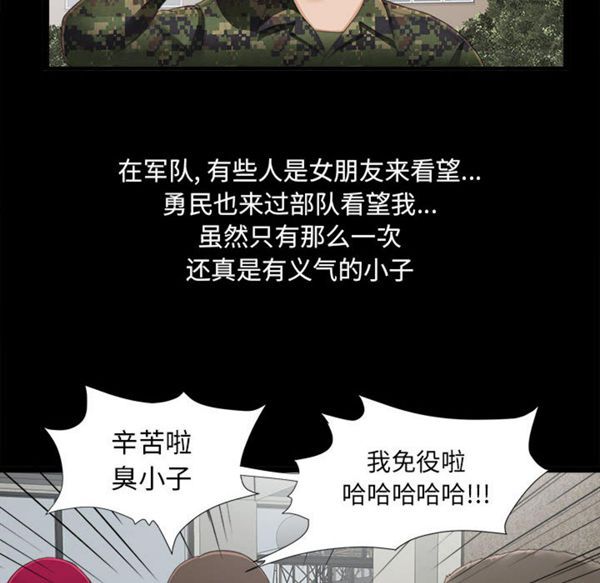 在军队, 有些人是女朋友来看望...
勇民也来过部队看望我...
虽然只有那么一次
还真是有义气的小子
辛苦啦
臭小子
我免役啦
哈哈哈哈哈!!!